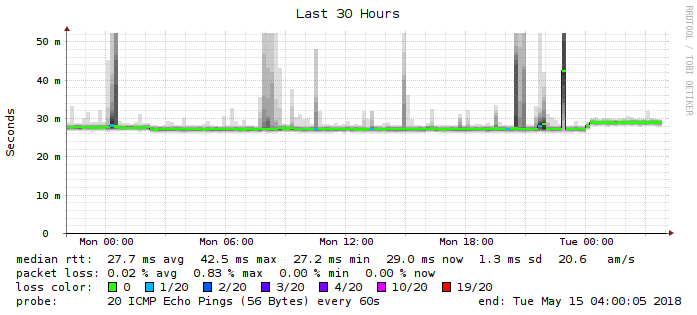 Last 30 Hours
RRDTOOL / TOBI OETIKER
Seconds
50 m
40 m
30 m
20 m
10 m
0
Mon 00:00 Mon 06:00 Mon 12:00 Mon 18:00 Tue 00:00
median rtt: 27.7 ms avg 42.5 ms max 27.2 ms min 29.0 ms now 1.3 ms sd 20.6 am/s
packet loss: 0.02 % avg 0.83 % max 0.00 % min 0.00 % now
loss color: 0 1/20 2/20 3/20 4/20 10/20 19/20
probe: 20 ICMP Echo Pings (56 Bytes) every 60s end: Tue May 15 04:00:05 2018